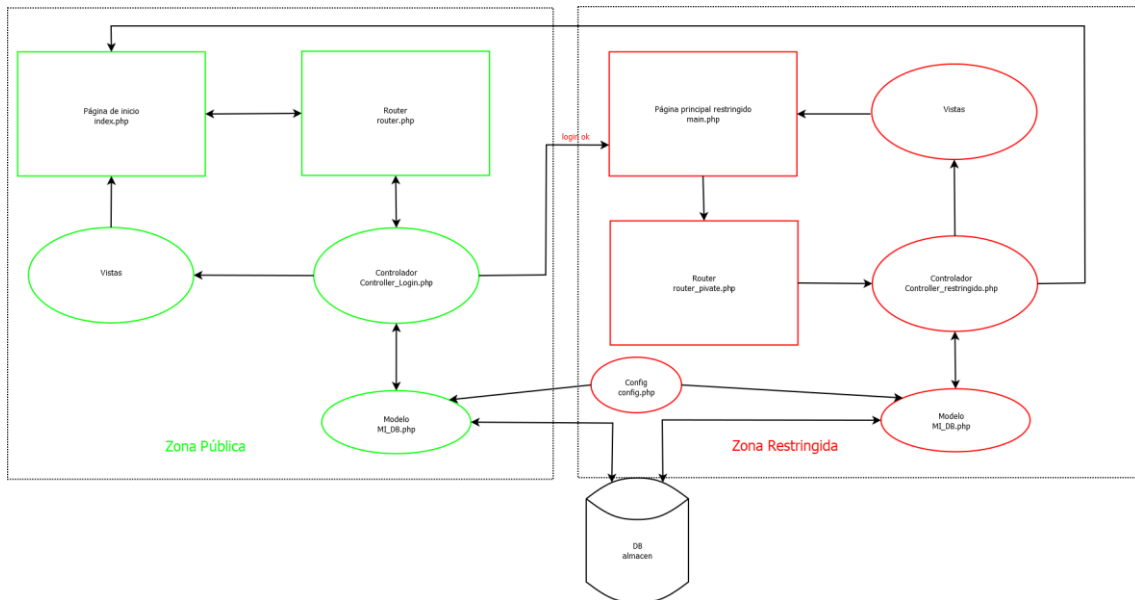 Página de inicio
index.php
Router
router.php
Vistas
Controlador
Controller_Login.php
Modelo
MI_DB.php
Zona Pública
login ok
Página principal restringido
main.php
Vistas
Router
router_pivate.php
Controlador
Controller_restringido.php
Config
config.php
Modelo
MI_DB.php
Zona Restringida
DB
almacen